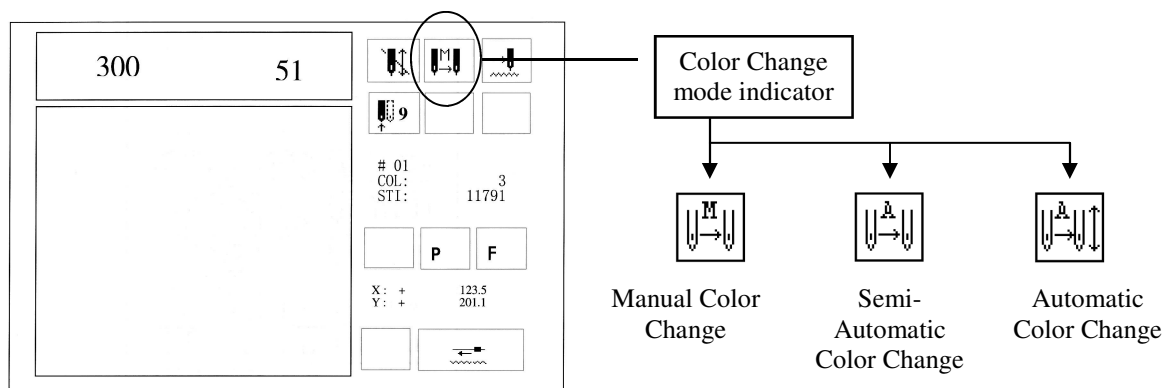 300 51
M
9
# 01
COL: 3
STI: 11791
P F
X: + 123.5
Y: + 201.1
Color Change
mode indicator
M
A
A
Manual Color
Change
Semi-
Automatic
Color Change
Automatic
Color Change